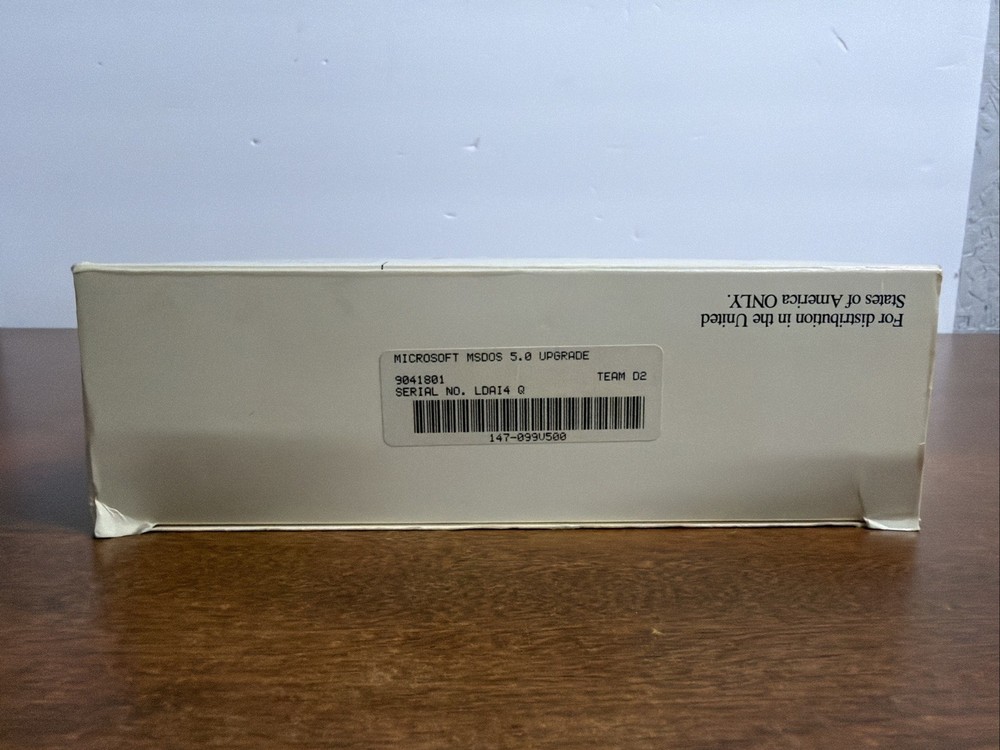 For distribution in the United
States of America ONLY.
MICROSOFT MSDOS 5.0 UPGRADE
9041801 TEAM D2
SERIAL NO. LDAI4 Q
147-099V500